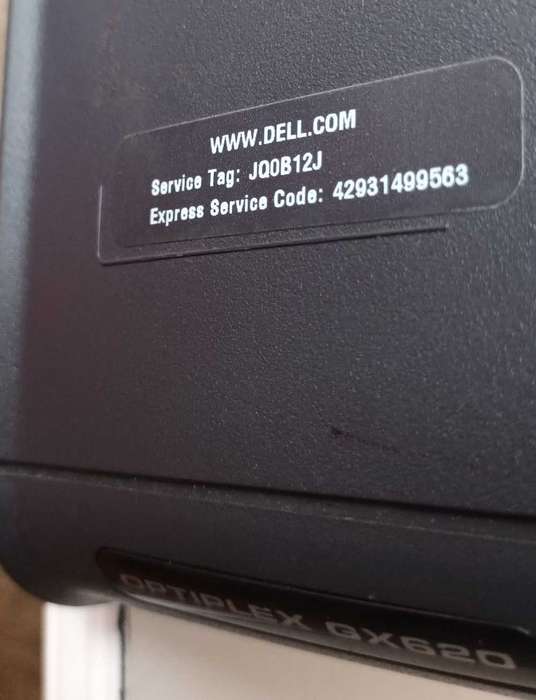 WWW.DELL.COM
Service Tag: JQ0B12J
Express Service Code: 42931499563
OPTIPLEX GX620